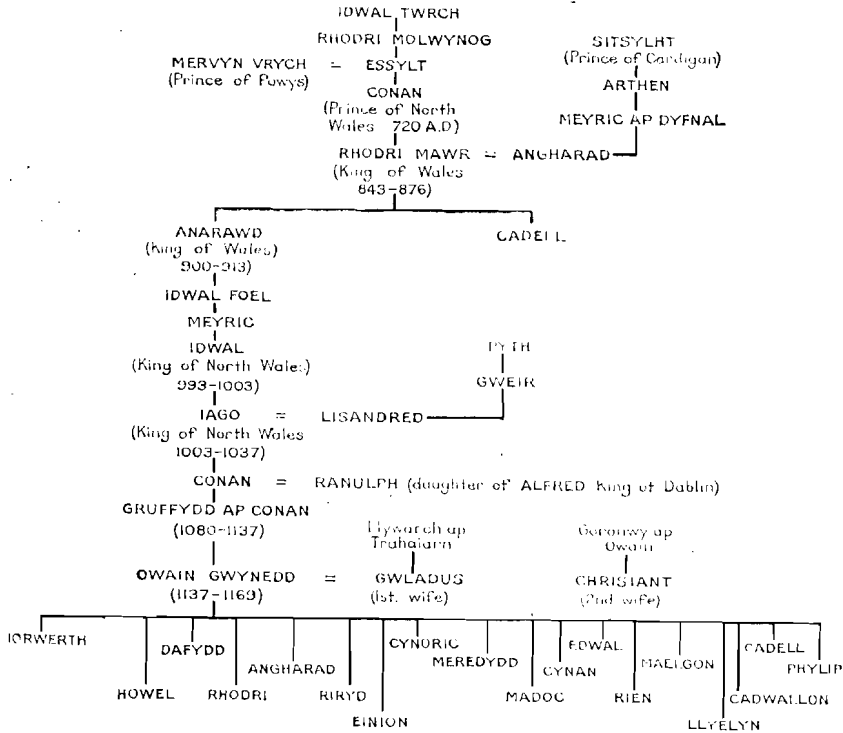 IDWAL TWRCH
RHODRI MOLWYNOG
MERVYN VRYCH = ESSYLT
(Prince of Powys)
CONAN
(Prince of North
Wales 720 A.D)
SITSYLHT
(Prince of Cardigan)
ARTHEN
MEYRIC AP DYFNAL
RHODRI MAWR = ANGHARAD
(King of Wales
843-876)
ANARAWD
(King of Wales)
900-913)
CADELL
IDWAL FOEL
MEYRIC
IDWAL
(King of North Wales)
993-1003)
PYTH
GWEIR
IAGO = LISANDRED
(King of North Wales
1003-1037)
CONAN = RANULPH (daughter of ALFRED King of Dablin)
GRUFFYDD AP CONAN
(1080-1137)
Llywarch ap
Trahaiarn
Goronwy ap
Owain
OWAIN GWYNEDD = GWLADUS CHRISTIANT
(1137-1169) (1st. wife) (2nd wife)
IORWERTH
HOWEL
DAFYDD
RHODRI
ANGHARAD
RIRYD
EINION
CYNORIC
MEREDYDD
MADOC
CYNAN
EDWAL
RIEN
MAELGON
LLYELYN
CADWALLON
CADELL
PHYLIP